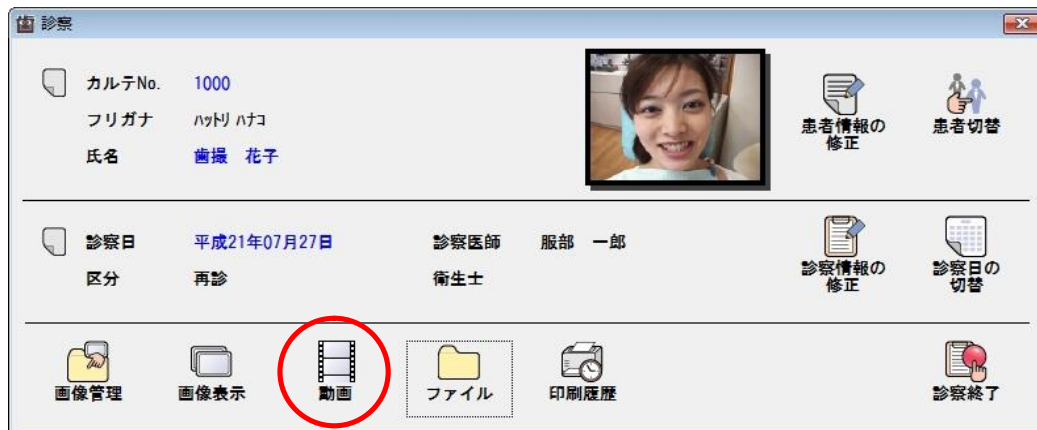 診察
カルテNo. 1000
フリガナ ハットリ ハナコ
氏名 歯撮 花子
患者情報の
修正
患者切替
診察日 平成21年07月27日 診察医師 服部 一郎
区分 再診 衛生士
診察情報の
修正
診察日の
切替
画像管理 画像表示 動画 ファイル 印刷履歴 診察終了